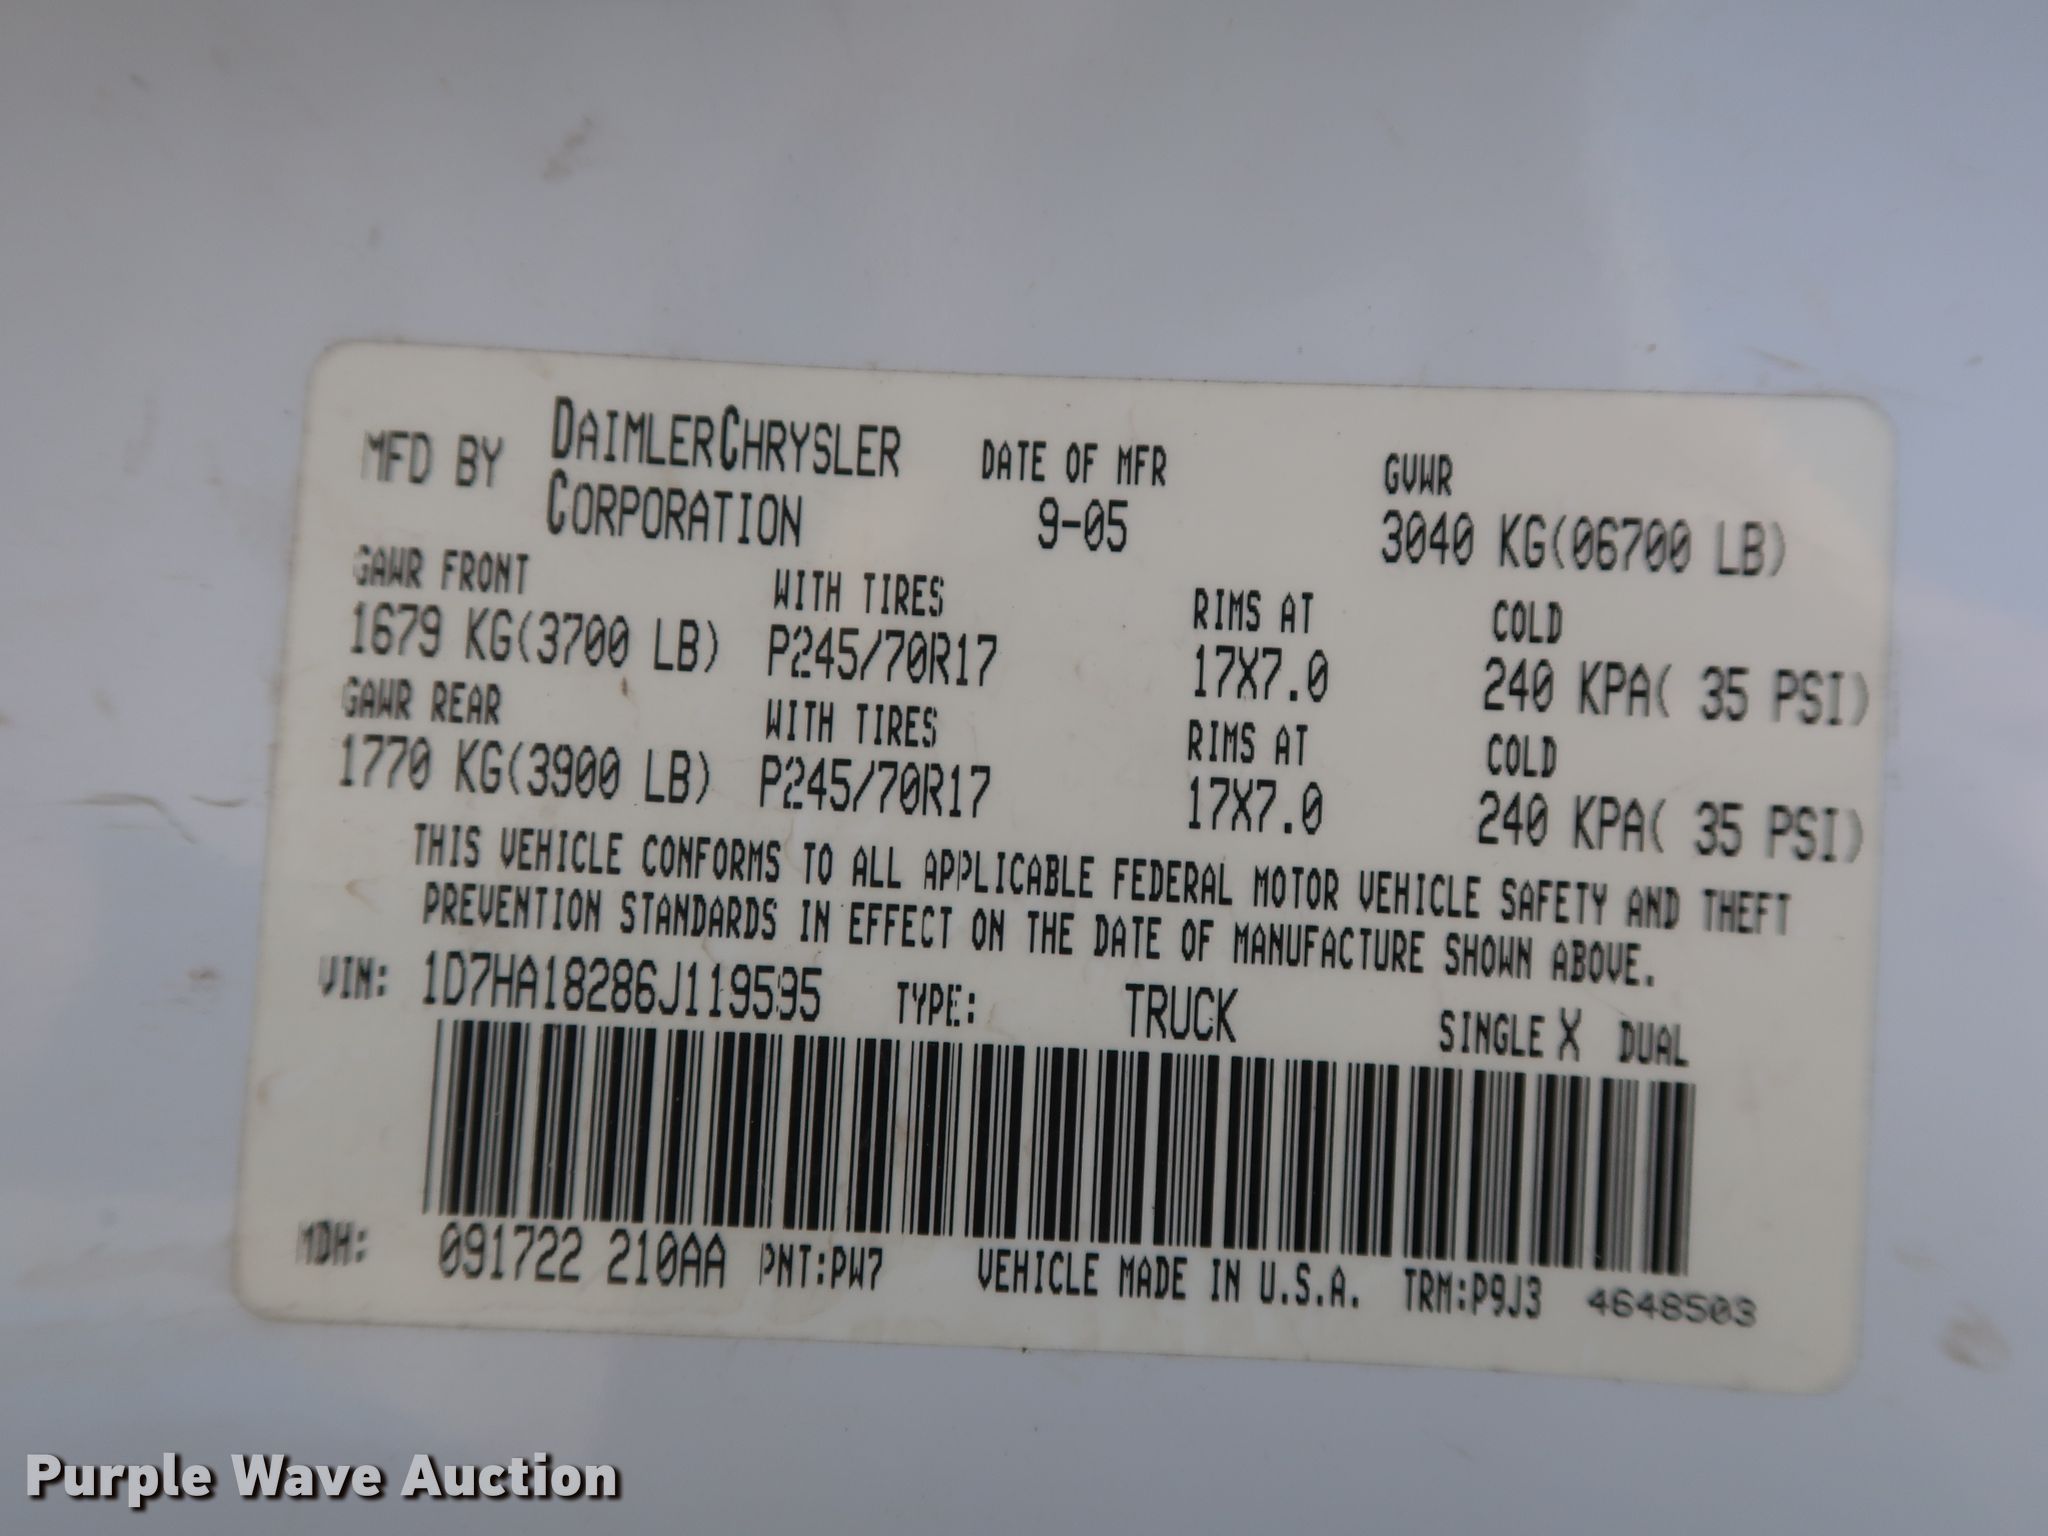 MFD BY DAIMLERCHRYSLER CORPORATION DATE OF MFR 9-05 GVWR 3040 KG(06700 LB)
GAWR FRONT WITH TIRES RIMS AT COLD
1679 KG(3700 LB) P245/70R17 17X7.0 240 KPA( 35 PSI)
GAWR REAR WITH TIRES RIMS AT COLD
1770 KG(3900 LB) P245/70R17 17X7.0 240 KPA( 35 PSI)
THIS VEHICLE CONFORMS TO ALL APPLICABLE FEDERAL MOTOR VEHICLE SAFETY AND THEFT
PREVENTION STANDARDS IN EFFECT ON THE DATE OF MANUFACTURE SHOWN ABOVE.
VIN: 1D7HA18286J119595 TYPE: TRUCK SINGLE X DUAL
MDH: 091722 210AA PNT:PW7 VEHICLE MADE IN U.S.A. TRM:P9J3 4648503
Purple Wave Auction